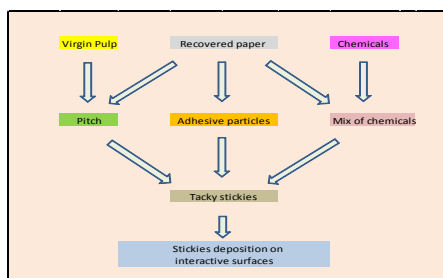 Virgin Pulp
Recovered paper
Chemicals
Pitch
Adhesive particles
Mix of chemicals
Tacky stickies
Stickies deposition on
interactive surfaces